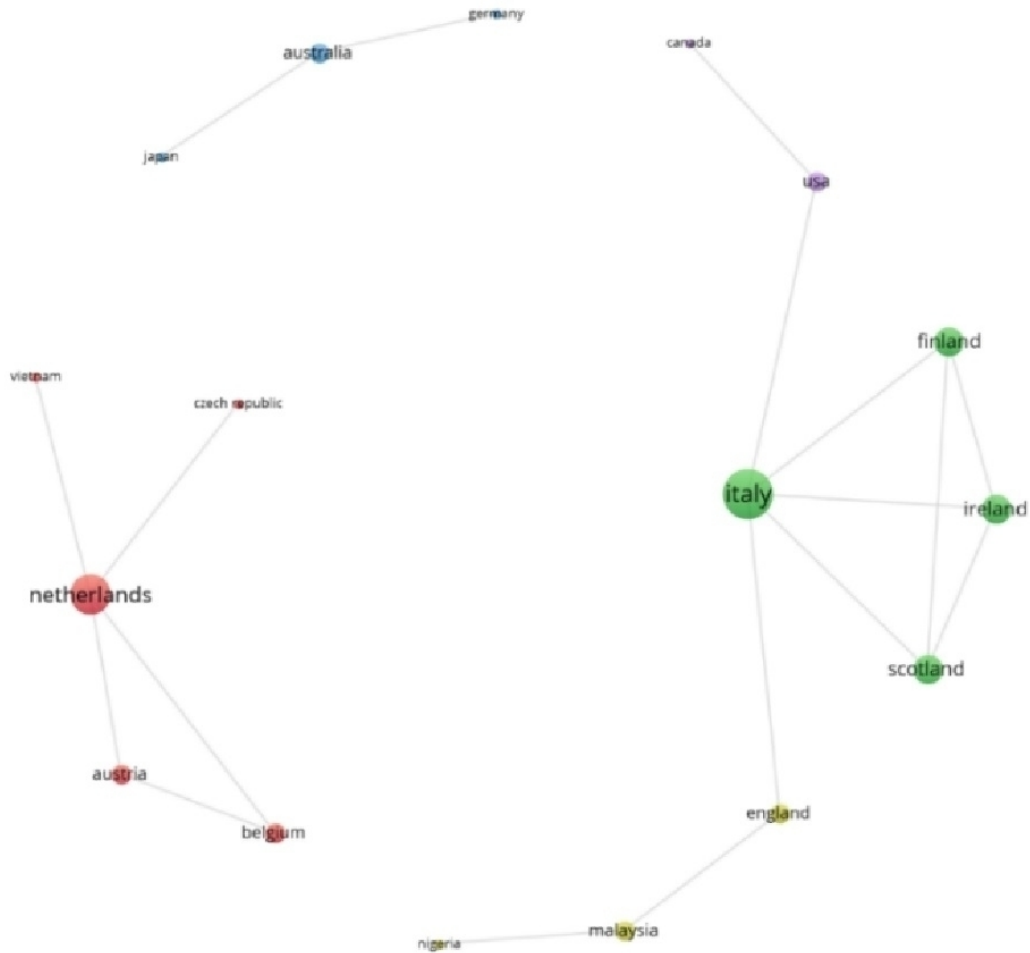 germany
canada
australia
japan
usa
finland
vietnam
czech republic
italy
ireland
netherlands
scotland
austria
england
belgium
malaysia
nigeria